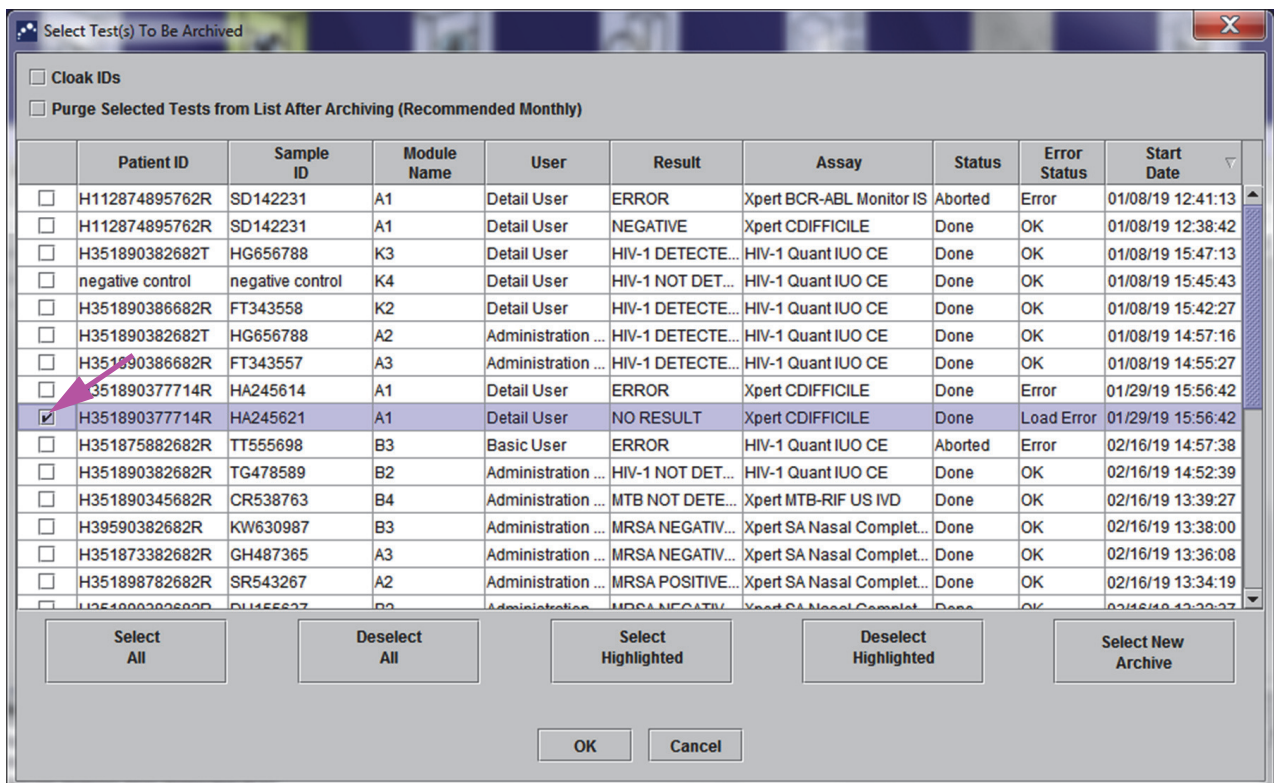 Select Test(s) To Be Archived
X
Cloak IDs
Purge Selected Tests from List After Archiving (Recommended Monthly)
Patient ID Sample ID Module Name User Result Assay Status Error Status Start Date
H112874895762R SD142231 A1 Detail User ERROR Xpert BCR-ABL Monitor IS Aborted Error 01/08/19 12:41:13
H112874895762R SD142231 A1 Detail User NEGATIVE Xpert CDIFFICILE Done OK 01/08/19 12:38:42
H351890382682T HG656788 K3 Detail User HIV-1 DETECTE... HIV-1 Quant IUO CE Done OK 01/08/19 15:47:13
negative control negative control K4 Detail User HIV-1 NOT DET... HIV-1 Quant IUO CE Done OK 01/08/19 15:45:43
H351890386682R FT343558 K2 Detail User HIV-1 DETECTE... HIV-1 Quant IUO CE Done OK 01/08/19 15:42:27
H351890382682T HG656788 A2 Administration ... HIV-1 DETECTE... HIV-1 Quant IUO CE Done OK 01/08/19 14:57:16
H351890386682R FT343557 A3 Administration ... HIV-1 DETECTE... HIV-1 Quant IUO CE Done OK 01/08/19 14:55:27
H351890377714R HA245614 A1 Detail User ERROR Xpert CDIFFICILE Done Error 01/29/19 15:56:42
H351890377714R HA245621 A1 Detail User NO RESULT Xpert CDIFFICILE Done Load Error 01/29/19 15:56:42
H351875882682R TT555698 B3 Basic User ERROR HIV-1 Quant IUO CE Aborted Error 02/16/19 14:57:38
H351890382682R TG478589 B2 Administration ... HIV-1 NOT DET... HIV-1 Quant IUO CE Done OK 02/16/19 14:52:39
H351890345682R CR538763 B4 Administration ... MTB NOT DETE... Xpert MTB-RIF US IVD Done OK 02/16/19 13:39:27
H39590382682R KW630987 B3 Administration ... MRSA NEGATIV... Xpert SA Nasal Complet... Done OK 02/16/19 13:38:00
H351873382682R GH487365 A3 Administration ... MRSA NEGATIV... Xpert SA Nasal Complet... Done OK 02/16/19 13:36:08
H351898782682R SR543267 A2 Administration ... MRSA POSITIVE... Xpert SA Nasal Complet... Done OK 02/16/19 13:34:19
Select All Deselect All Select Highlighted Deselect Highlighted Select New Archive
OK Cancel